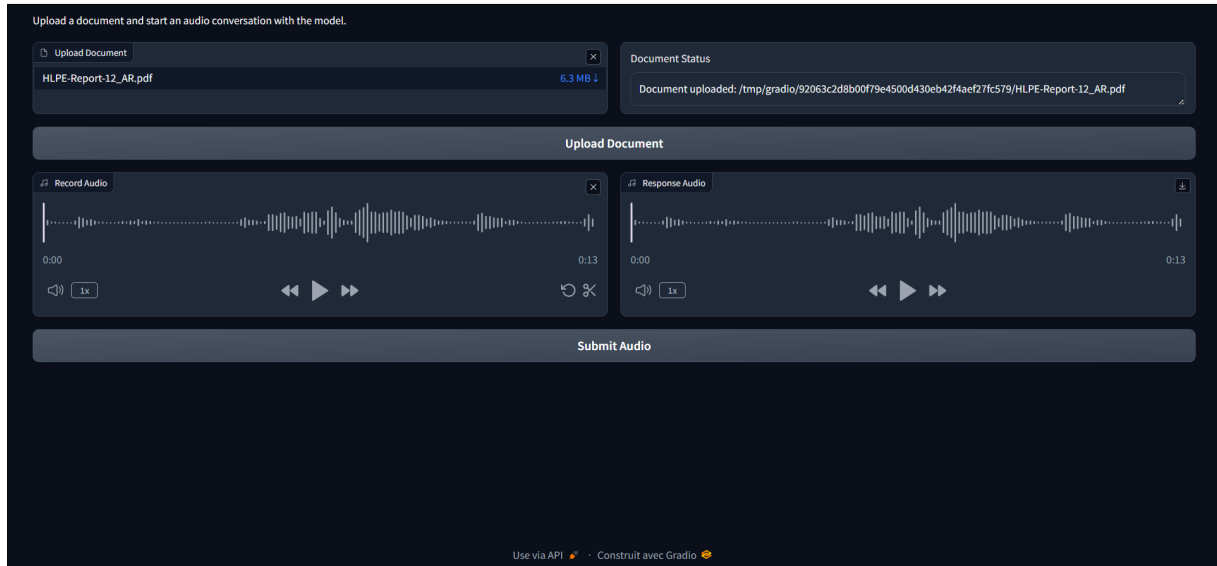 Upload a document and start an audio conversation with the model.
Upload Document
HLPE-Report-12_AR.pdf 6.3 MB ↓
Document Status
Document uploaded: /tmp/gradio/92063c2d8b00f79e4500d430eb42f4aef27fc579/HLPE-Report-12_AR.pdf
Upload Document
Record Audio
0:00 0:13
1x
Response Audio
0:00 0:13
1x
Submit Audio
Use via API · Construit avec Gradio